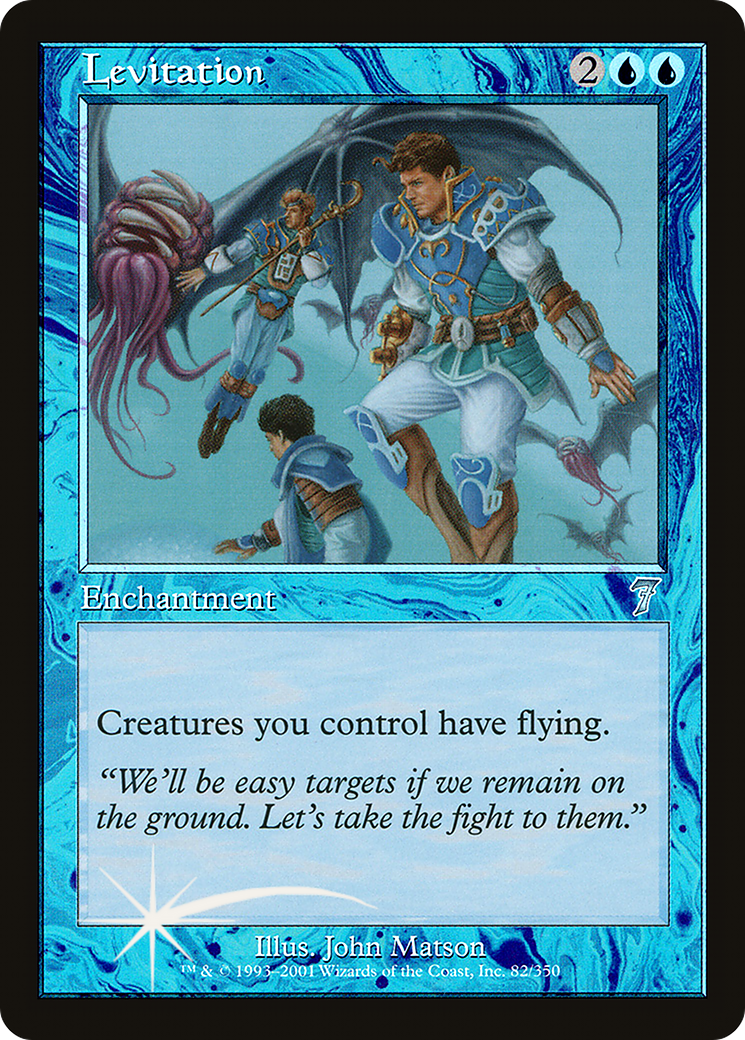 Levitation 2
Enchantment 7
Creatures you control have flying.
“We’ll be easy targets if we remain on
the ground. Let’s take the fight to them.”
Illus. John Matson
™ & © 1993–2001 Wizards of the Coast, Inc. 82/350